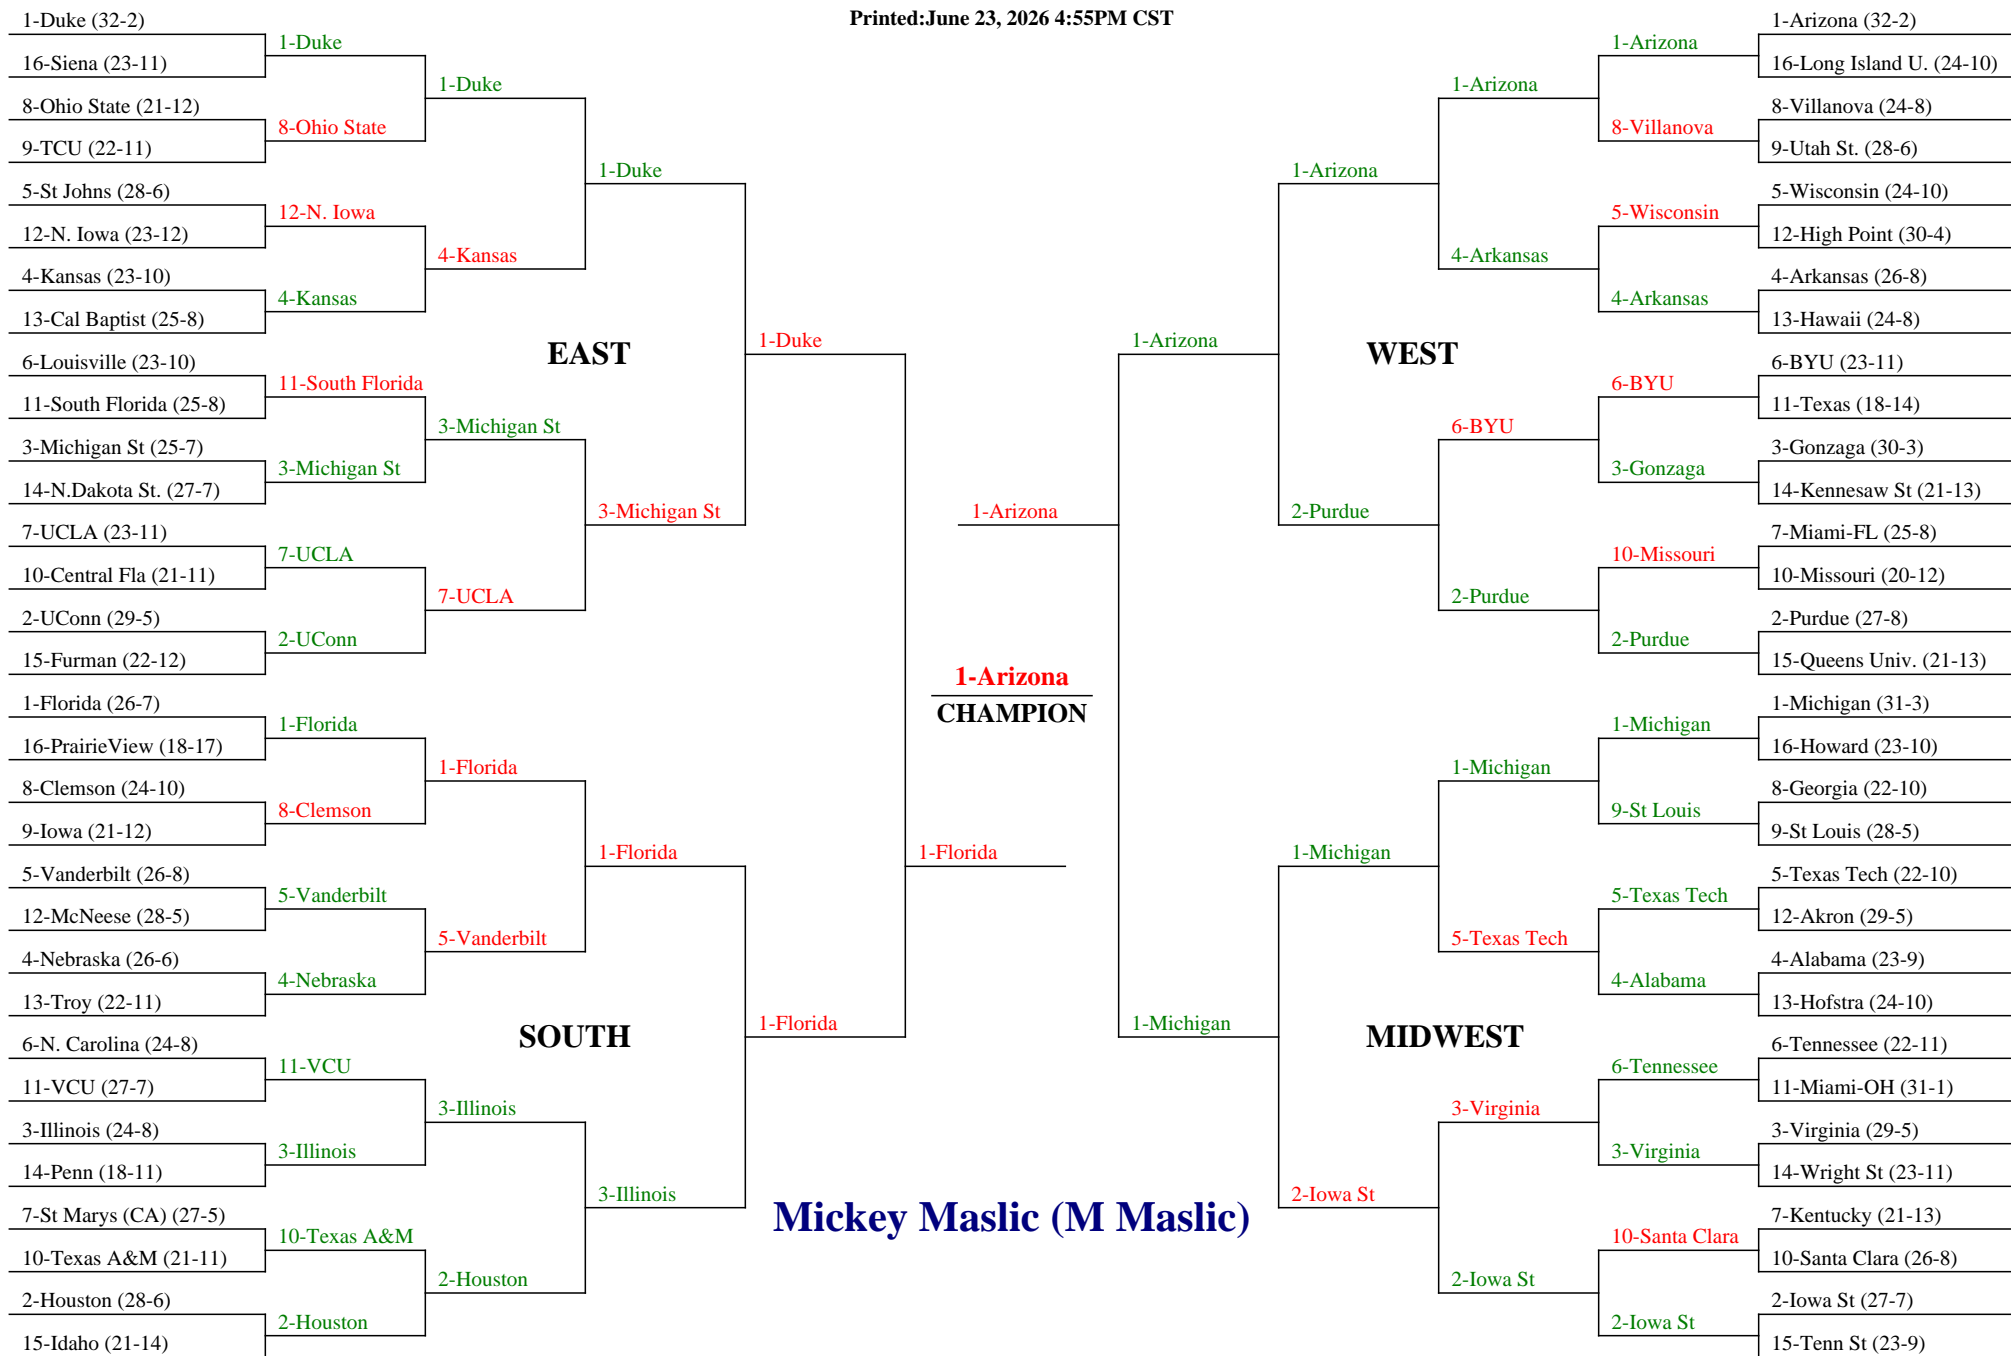 Printed:June 23, 2026 4:55PM CST
1-Duke (32-2)
16-Siena (23-11)
8-Ohio State (21-12)
9-TCU (22-11)
5-St Johns (28-6)
12-N. Iowa (23-12)
4-Kansas (23-10)
13-Cal Baptist (25-8)
6-Louisville (23-10)
11-South Florida (25-8)
3-Michigan St (25-7)
14-N.Dakota St. (27-7)
7-UCLA (23-11)
10-Central Fla (21-11)
2-UConn (29-5)
15-Furman (22-12)
1-Florida (26-7)
16-PrairieView (18-17)
8-Clemson (24-10)
9-Iowa (21-12)
5-Vanderbilt (26-8)
12-McNeese (28-5)
4-Nebraska (26-6)
13-Troy (22-11)
6-N. Carolina (24-8)
11-VCU (27-7)
3-Illinois (24-8)
14-Penn (18-11)
7-St Marys (CA) (27-5)
10-Texas A&M (21-11)
2-Houston (28-6)
15-Idaho (21-14)
1-Duke
8-Ohio State
12-N. Iowa
4-Kansas
11-South Florida
3-Michigan St
7-UCLA
2-UConn
1-Florida
8-Clemson
5-Vanderbilt
4-Nebraska
11-VCU
3-Illinois
10-Texas A&M
2-Houston
1-Duke
4-Kansas
3-Michigan St
7-UCLA
1-Florida
5-Vanderbilt
3-Illinois
2-Houston
1-Duke
3-Michigan St
1-Florida
3-Illinois
EAST
SOUTH
1-Duke
1-Florida
1-Florida
1-Arizona
1-Arizona
CHAMPION
Mickey Maslic (M Maslic)
1-Arizona
1-Michigan
WEST
MIDWEST
1-Arizona
2-Purdue
1-Michigan
2-Iowa St
1-Arizona
4-Arkansas
6-BYU
2-Purdue
1-Michigan
5-Texas Tech
3-Virginia
2-Iowa St
1-Arizona
8-Villanova
5-Wisconsin
4-Arkansas
6-BYU
3-Gonzaga
10-Missouri
2-Purdue
1-Michigan
9-St Louis
5-Texas Tech
4-Alabama
6-Tennessee
3-Virginia
10-Santa Clara
2-Iowa St
1-Arizona (32-2)
16-Long Island U. (24-10)
8-Villanova (24-8)
9-Utah St. (28-6)
5-Wisconsin (24-10)
12-High Point (30-4)
4-Arkansas (26-8)
13-Hawaii (24-8)
6-BYU (23-11)
11-Texas (18-14)
3-Gonzaga (30-3)
14-Kennesaw St (21-13)
7-Miami-FL (25-8)
10-Missouri (20-12)
2-Purdue (27-8)
15-Queens Univ. (21-13)
1-Michigan (31-3)
16-Howard (23-10)
8-Georgia (22-10)
9-St Louis (28-5)
5-Texas Tech (22-10)
12-Akron (29-5)
4-Alabama (23-9)
13-Hofstra (24-10)
6-Tennessee (22-11)
11-Miami-OH (31-1)
3-Virginia (29-5)
14-Wright St (23-11)
7-Kentucky (21-13)
10-Santa Clara (26-8)
2-Iowa St (27-7)
15-Tenn St (23-9)